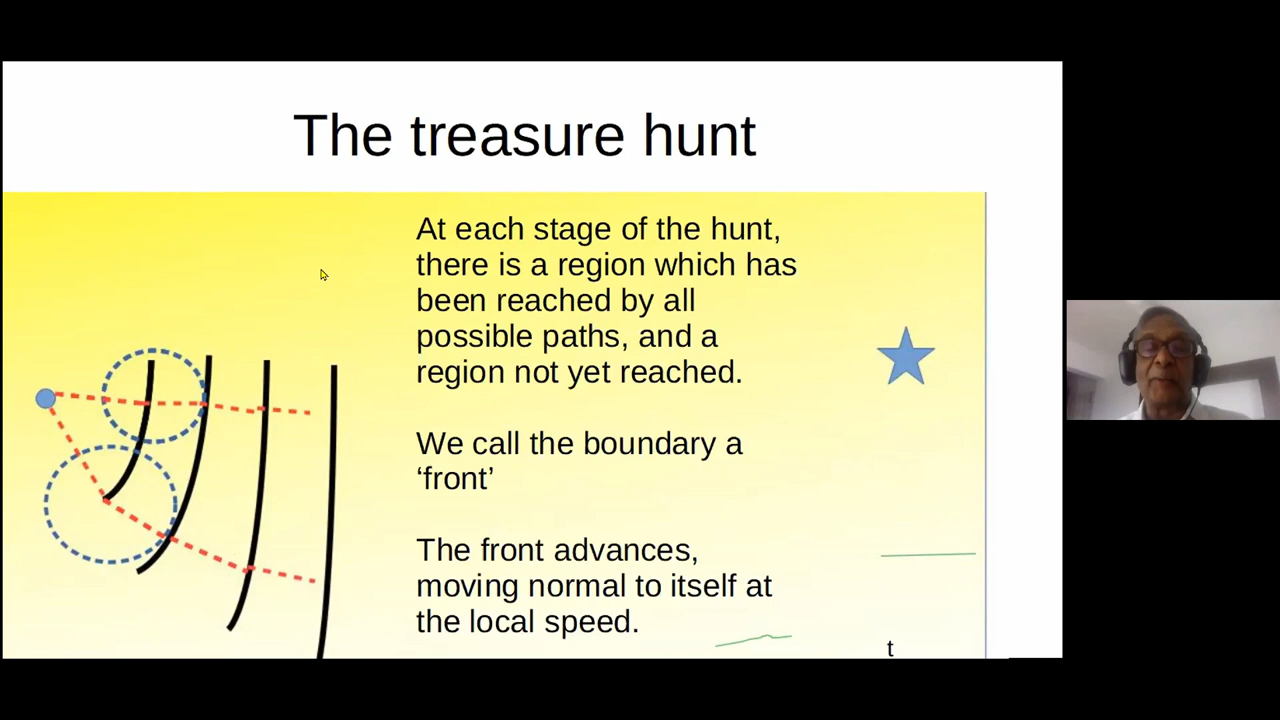 The treasure hunt
At each stage of the hunt,
there is a region which has
been reached by all
possible paths, and a
region not yet reached.
We call the boundary a
‘front’
The front advances,
moving normal to itself at
the local speed.
t